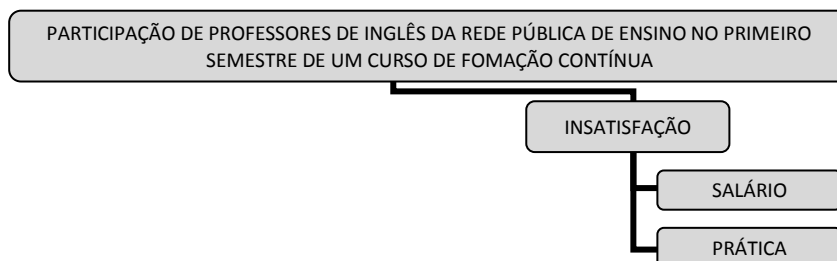 PARTICIPAÇÃO DE PROFESSORES DE INGLÊS DA REDE PÚBLICA DE ENSINO NO PRIMEIRO
SEMESTRE DE UM CURSO DE FOMAÇÃO CONTÍNUA
INSATISFAÇÃO
SALÁRIO
PRÁTICA